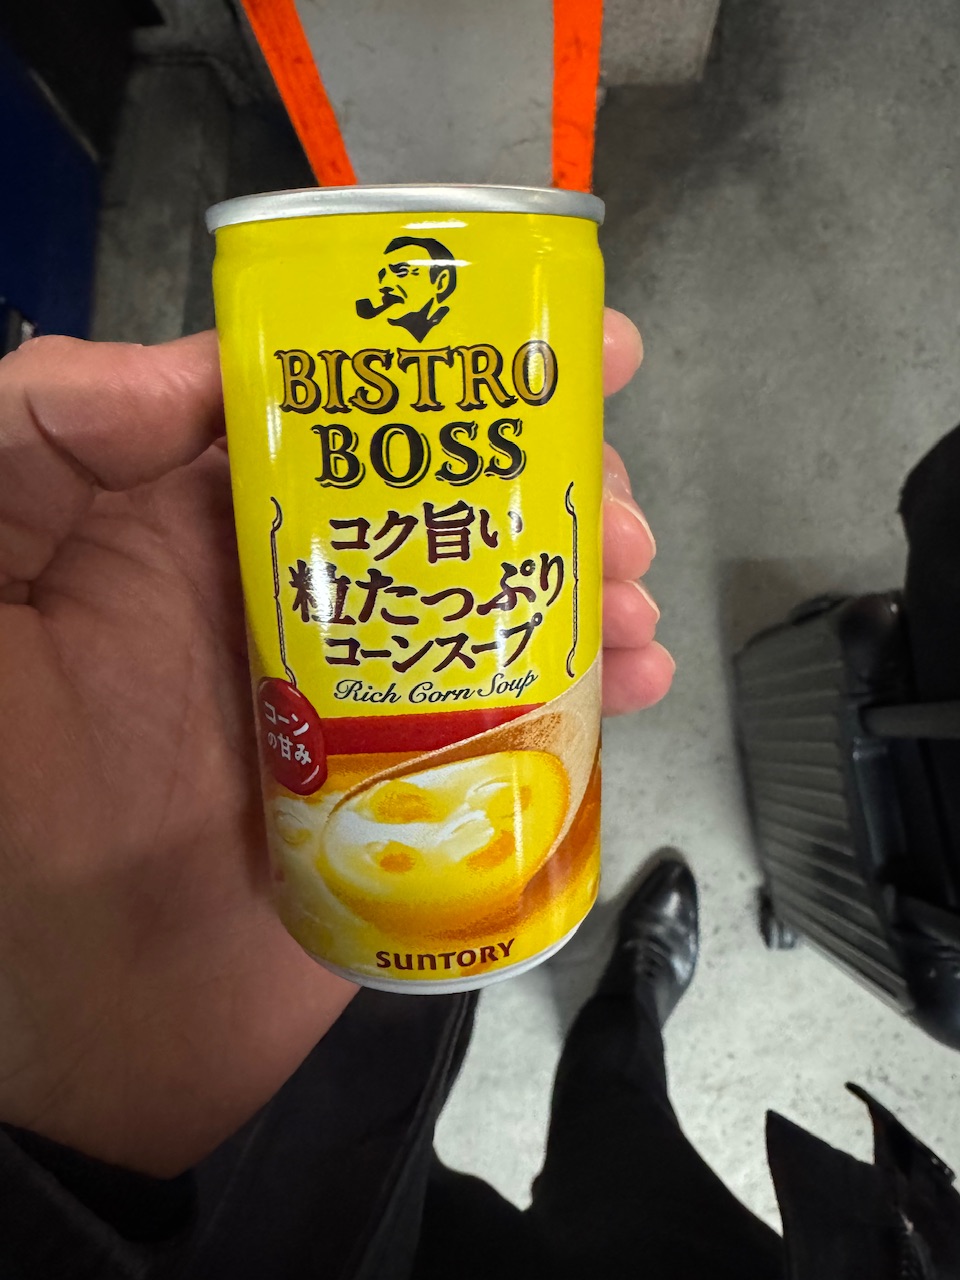 BISTRO
BOSS
コク旨い
粒たっぷり
コーンスープ
Rich Corn Soup
コーン
の甘み
SUNTORY